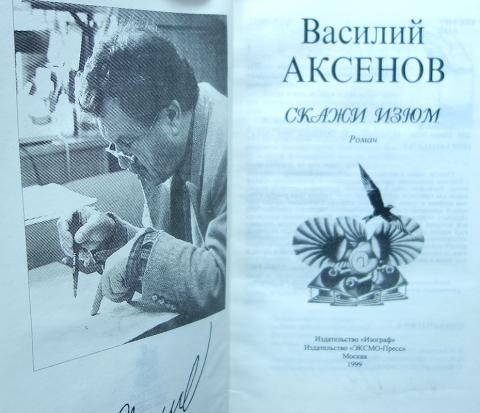 Василий
АКСЕНОВ
СКАЖИ ИЗЮМ
Роман
Издательство «Изограф»
Издательство «ЭКСМО-Пресс»
Москва
1999